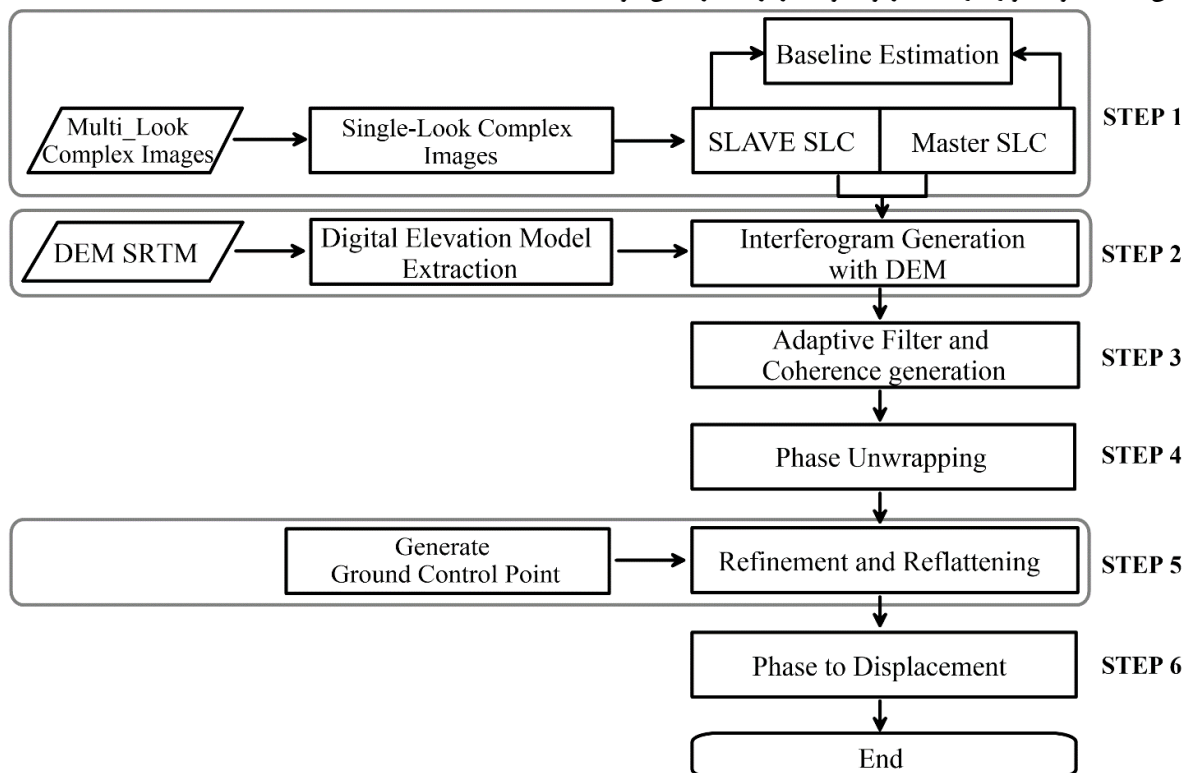 Baseline Estimation
STEP 1
Multi_Look
Complex Images
Single-Look Complex
Images
SLAVE SLC
Master SLC
DEM SRTM
Digital Elevation Model
Extraction
Interferogram Generation
with DEM
STEP 2
Adaptive Filter and
Coherence generation
STEP 3
Phase Unwrapping
STEP 4
Generate
Ground Control Point
Refinement and Reflattening
STEP 5
Phase to Displacement
STEP 6
End